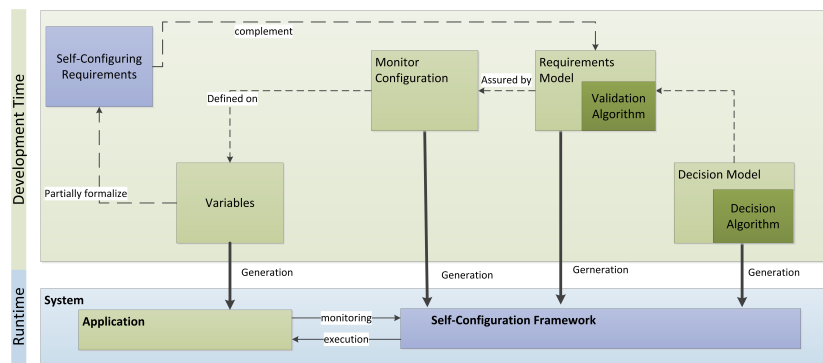 Development Time
Self-Configuring
Requirements
complement
Monitor
Configuration
Assured by
Requirements
Model
Validation
Algorithm
Defined on
Partially formalize
Variables
Decision Model
Decision
Algorithm
Generation
Generation
Gerneration
Generation
Runtime
System
Application
monitoring
execution
Self-Configuration Framework